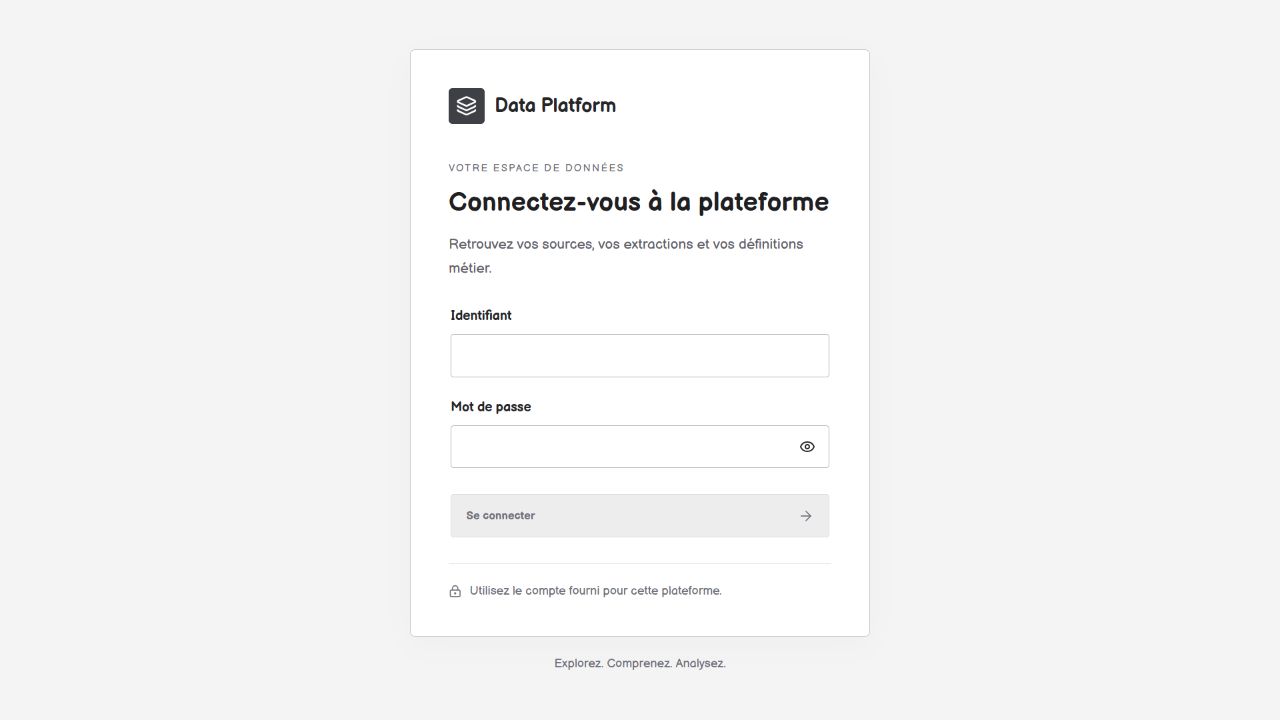 Data Platform
VOTRE ESPACE DE DONNÉES
Connectez-vous à la plateforme
Retrouvez vos sources, vos extractions et vos définitions
métier.
Identifiant
Mot de passe
Se connecter
Utilisez le compte fourni pour cette plateforme.
Explorez. Comprenez. Analysez.